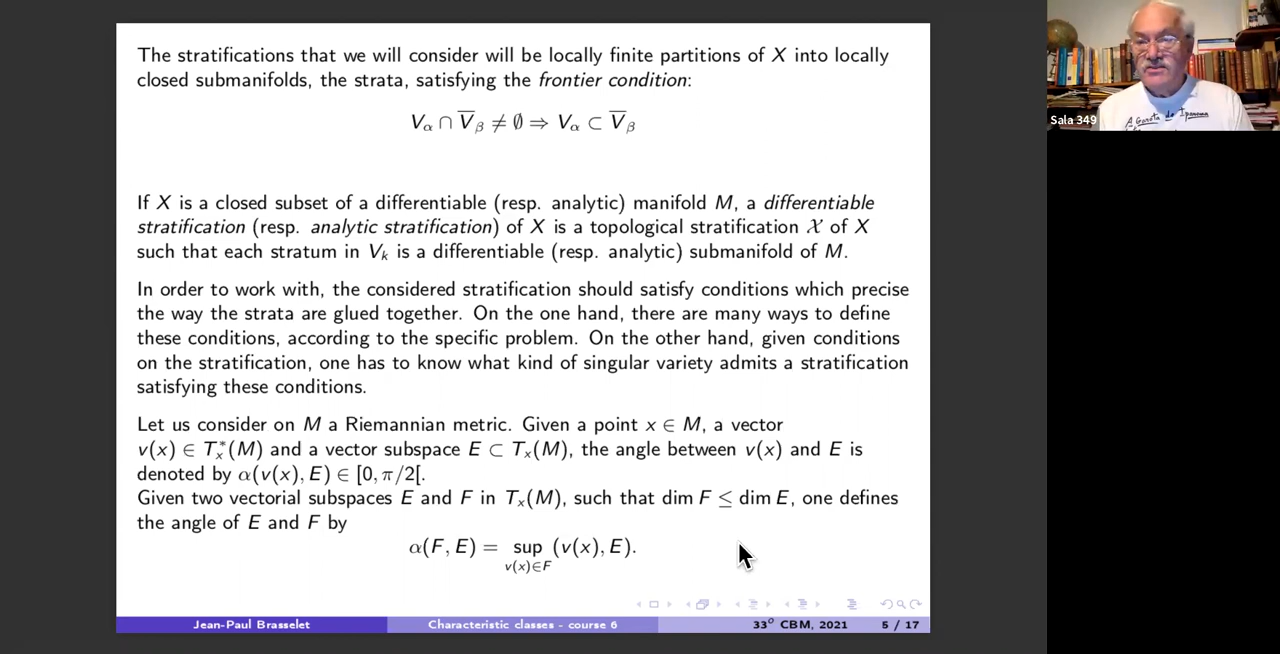 The stratifications that we will consider will be locally finite partitions of X into locally
closed submanifolds, the strata, satisfying the frontier condition:
V_α ∩ V̅_β ≠ ∅ ⇒ V_α ⊂ V̅_β
If X is a closed subset of a differentiable (resp. analytic) manifold M, a differentiable
stratification (resp. analytic stratification) of X is a topological stratification 𝒳 of X
such that each stratum in V_k is a differentiable (resp. analytic) submanifold of M.
In order to work with, the considered stratification should satisfy conditions which precise
the way the strata are glued together. On the one hand, there are many ways to define
these conditions, according to the specific problem. On the other hand, given conditions
on the stratification, one has to know what kind of singular variety admits a stratification
satisfying these conditions.
Let us consider on M a Riemannian metric. Given a point x ∈ M, a vector
v(x) ∈ T_x^*(M) and a vector subspace E ⊂ T_x(M), the angle between v(x) and E is
denoted by α(v(x), E) ∈ [0, π/2[.
Given two vectorial subspaces E and F in T_x(M), such that dim F ≤ dim E, one defines
the angle of E and F by
α(F, E) = sup (v(x), E).
v(x)∈F
Jean-Paul Brasselet
Characteristic classes - course 6
33° CBM, 2021
5 / 17
Sala 349
A Garota de Ipanema